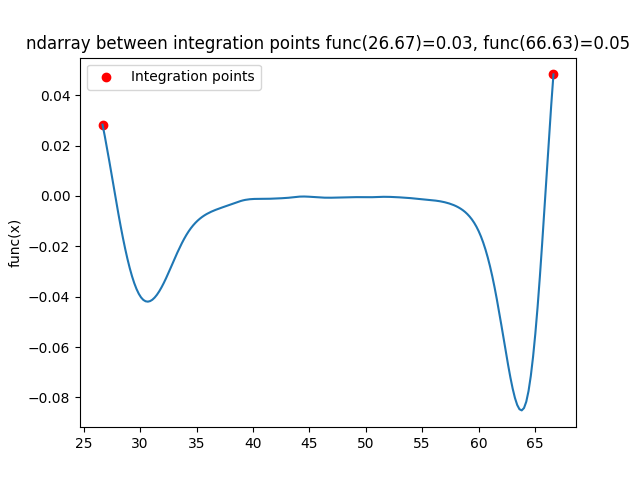 ndarray between integration points func(26.67)=0.03, func(66.63)=0.05
Integration points
func(x)
0.04
0.02
0.00
−0.02
−0.04
−0.06
−0.08
25 30 35 40 45 50 55 60 65